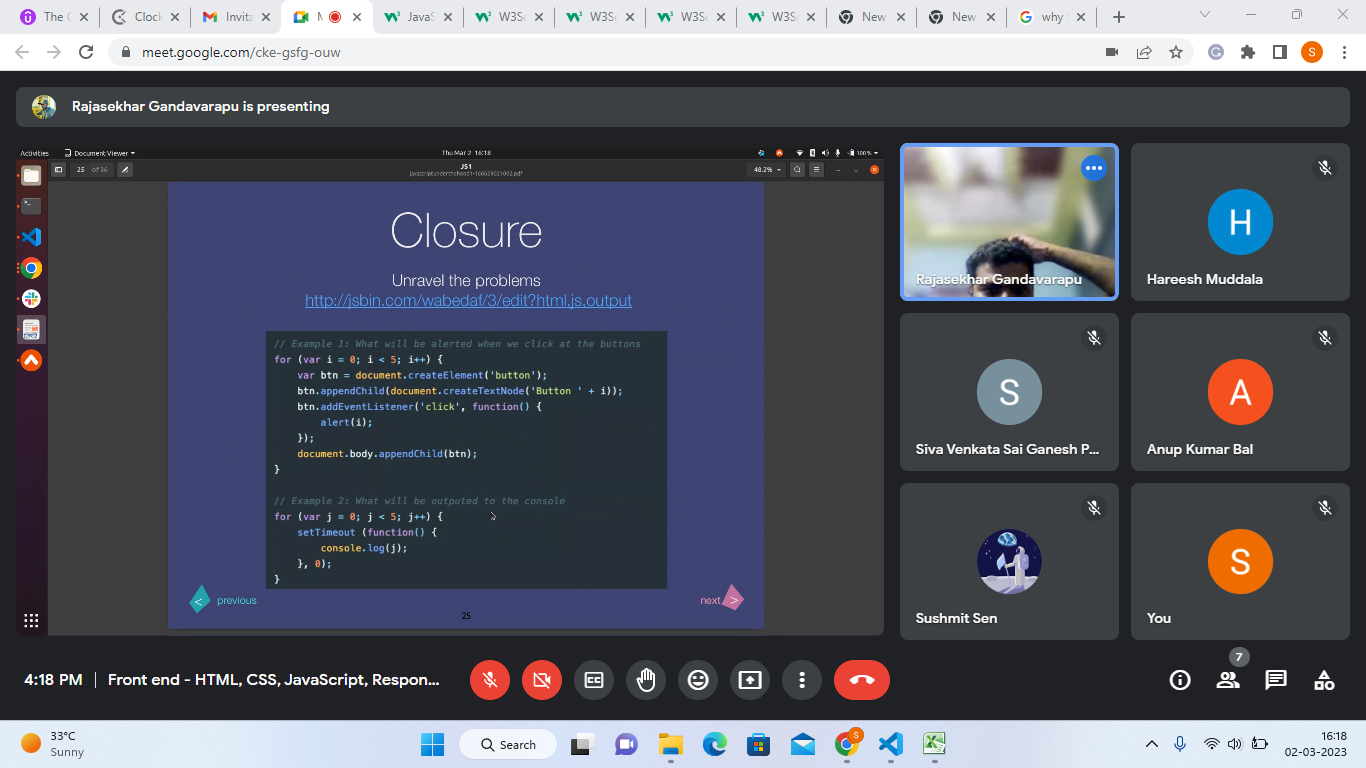 The C
Clock
Invita
M
JavaS
W3Sc
W3Sc
W3Sc
W3Sc
New
New
why
meet.google.com/cke-gsfg-ouw
S
Rajasekhar Gandavarapu is presenting
Activities
Document Viewer
Thu Mar 2 16:18
100 %
25 of 36
JS1
javascriptunderthehood1-160629021002.pdf
48.2%
Closure
Unravel the problems
http://jsbin.com/wabedaf/3/edit?html,js,output
// Example 1: What will be alerted when we click at the buttons
for (var i = 0; i < 5; i++) {
var btn = document.createElement('button');
btn.appendChild(document.createTextNode('Button ' + i));
btn.addEventListener('click', function() {
alert(i);
});
document.body.appendChild(btn);
}
// Example 2: What will be outputed to the console
for (var j = 0; j < 5; j++) {
setTimeout (function() {
console.log(j);
}, 0);
}
< previous
next >
25
Rajasekhar Gandavarapu
H
Hareesh Muddala
S
Siva Venkata Sai Ganesh P...
A
Anup Kumar Bal
Sushmit Sen
S
You
4:18 PM | Front end - HTML, CSS, JavaScript, Respon...
7
33°C
Sunny
Search
S
16:18
02-03-2023